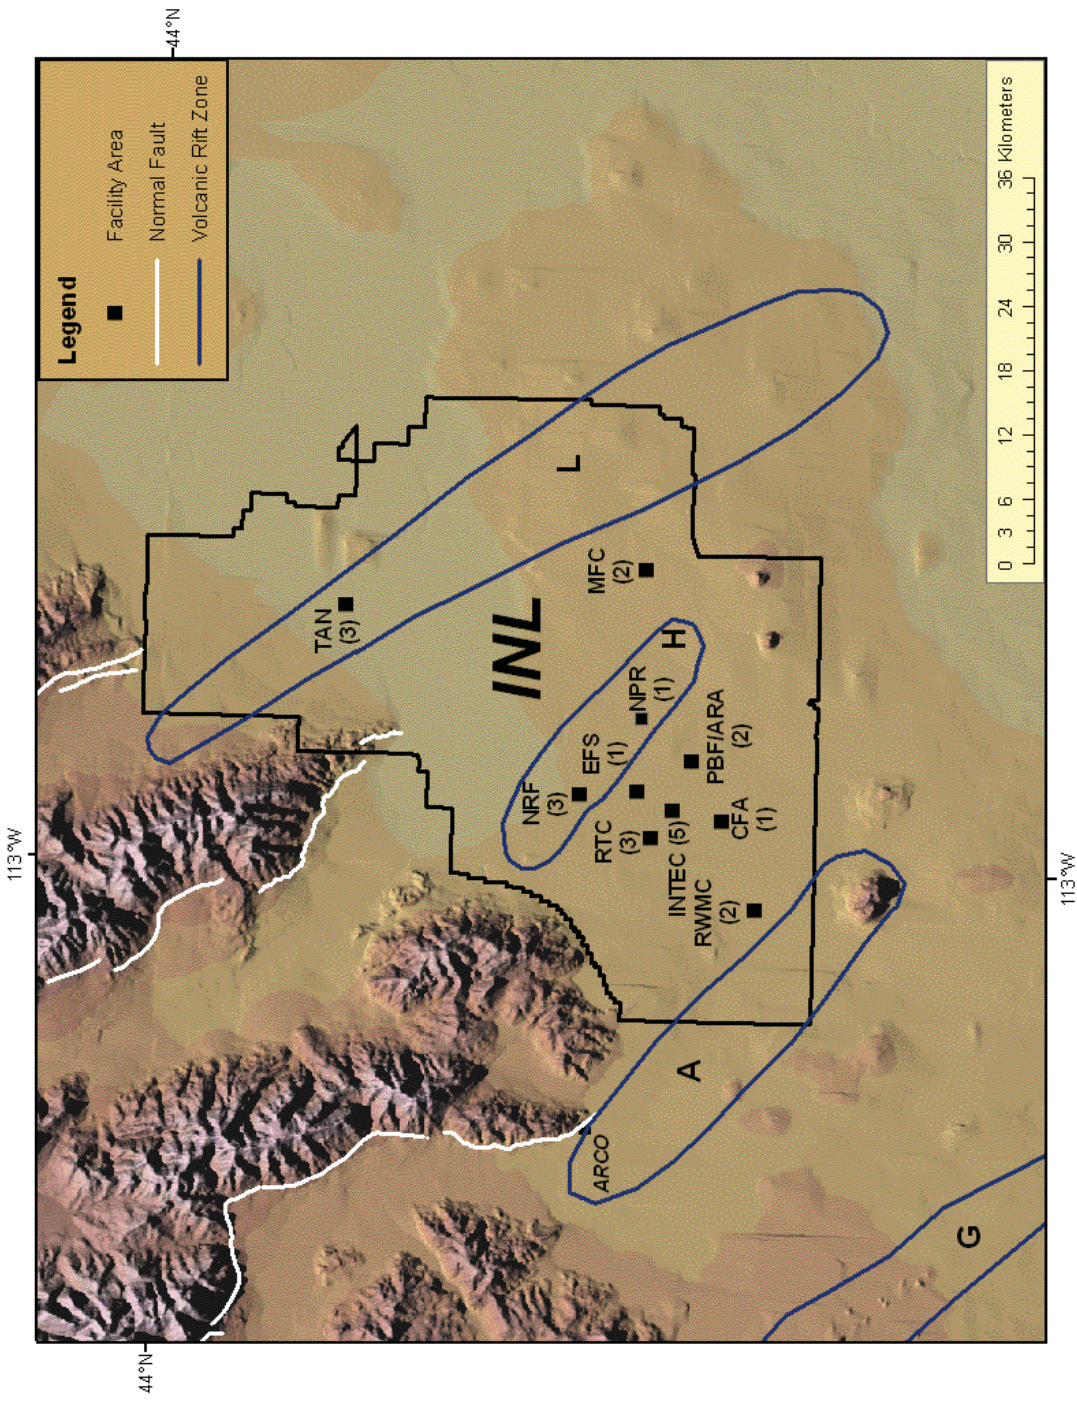 44°N
Legend
Facility Area
Normal Fault
Volcanic Rift Zone
113°W
TAN
(3)
INL
L
MFC
(2)
H
NPR
(1)
EFS
(1)
NRF
(3)
PBF/ARA
(2)
RTC
(3)
INTEC (5)
CFA
(1)
RWMC
(2)
A
ARCO
G
0 3 6 12 18 24 30 36 Kilometers
44°N
113°W